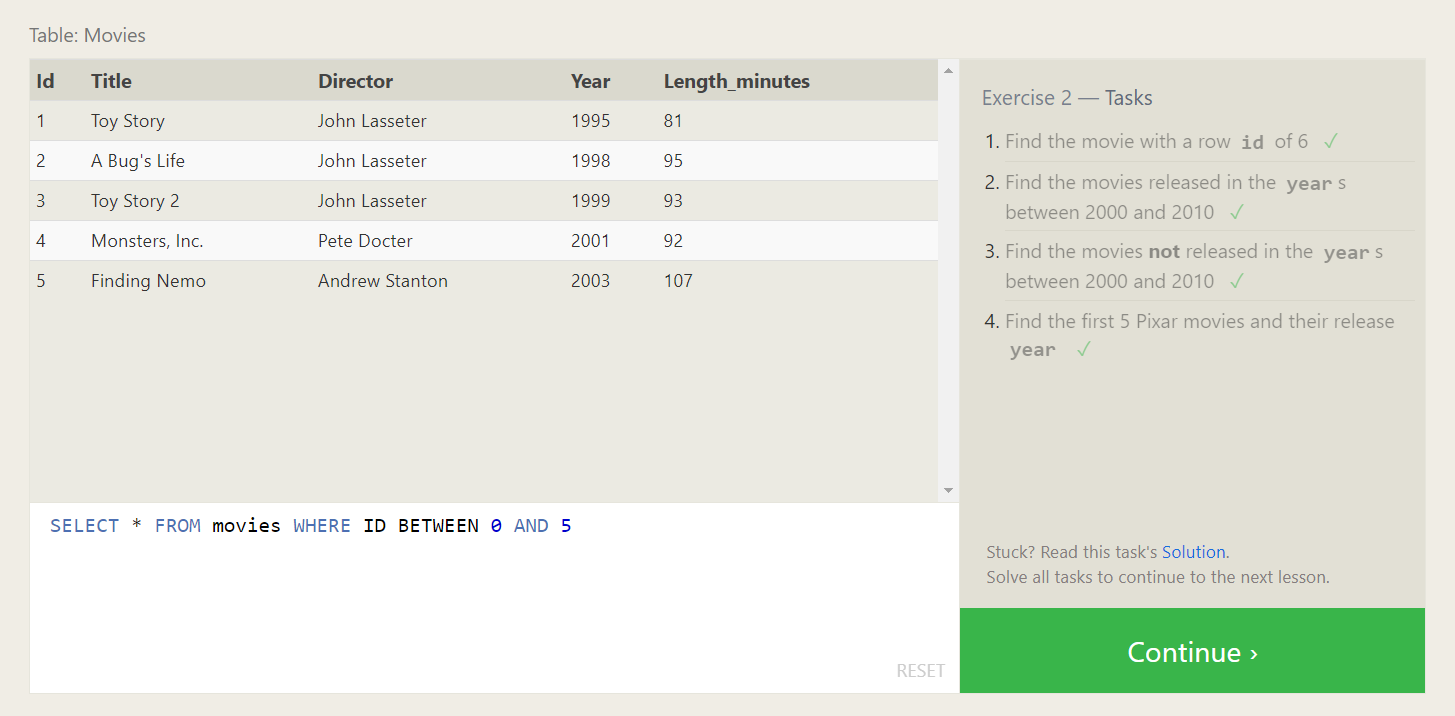 Table: Movies
Id Title Director Year Length_minutes
1 Toy Story John Lasseter 1995 81
2 A Bug's Life John Lasseter 1998 95
3 Toy Story 2 John Lasseter 1999 93
4 Monsters, Inc. Pete Docter 2001 92
5 Finding Nemo Andrew Stanton 2003 107
SELECT * FROM movies WHERE ID BETWEEN 0 AND 5
RESET
Exercise 2 — Tasks
1. Find the movie with a row id of 6 ✓
2. Find the movies released in the year s
between 2000 and 2010 ✓
3. Find the movies not released in the year s
between 2000 and 2010 ✓
4. Find the first 5 Pixar movies and their release
year ✓
Stuck? Read this task's Solution.
Solve all tasks to continue to the next lesson.
Continue ›